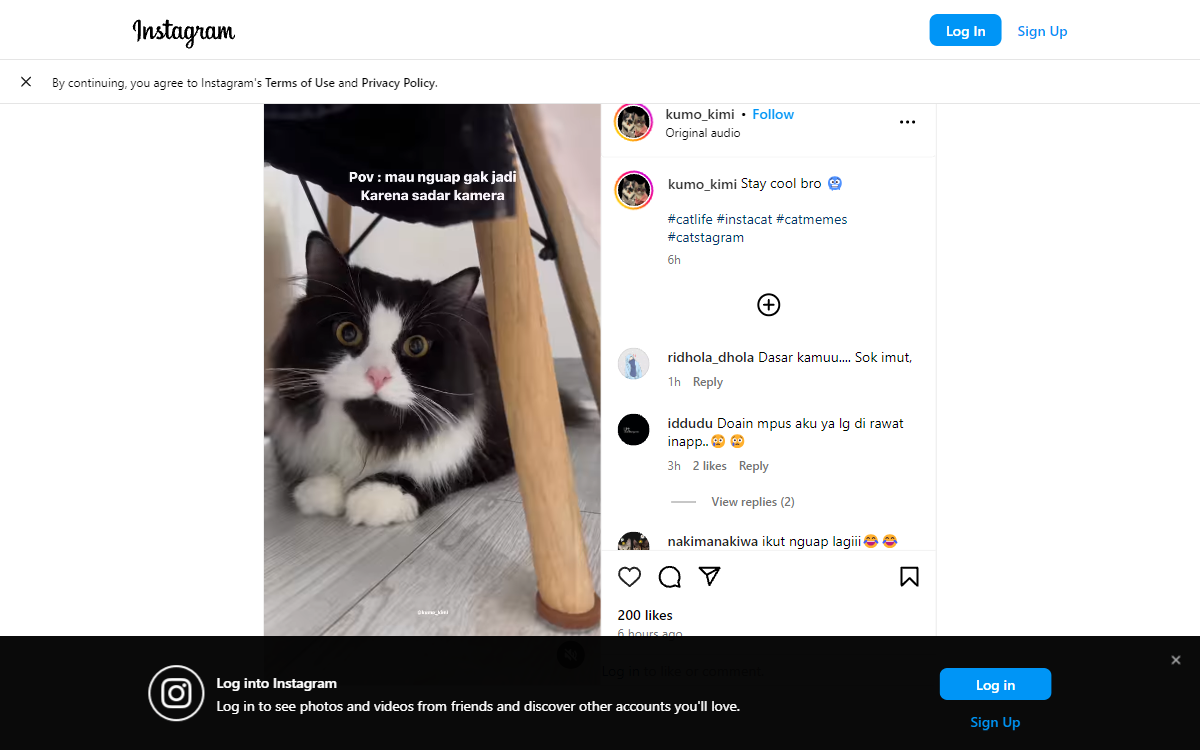 Instagram
Log In
Sign Up
By continuing, you agree to Instagram's Terms of Use and Privacy Policy.
Pov : mau nguap gak jadi
Karena sadar kamera
@kumo_kimi
kumo_kimi • Follow
Original audio
kumo_kimi Stay cool bro 🥶
#catlife #instacat #catmemes
#catstagram
6h
ridhola_dhola Dasar kamuu.... Sok imut,
1h Reply
iddudu Doain mpus aku ya lg di rawat
inapp..😢😢
3h 2 likes Reply
View replies (2)
nakimanakiwa ikut nguap lagiii😂😂
200 likes
6 hours ago
Log in to like or comment.
Log into Instagram
Log in to see photos and videos from friends and discover other accounts you'll love.
Log in
Sign Up